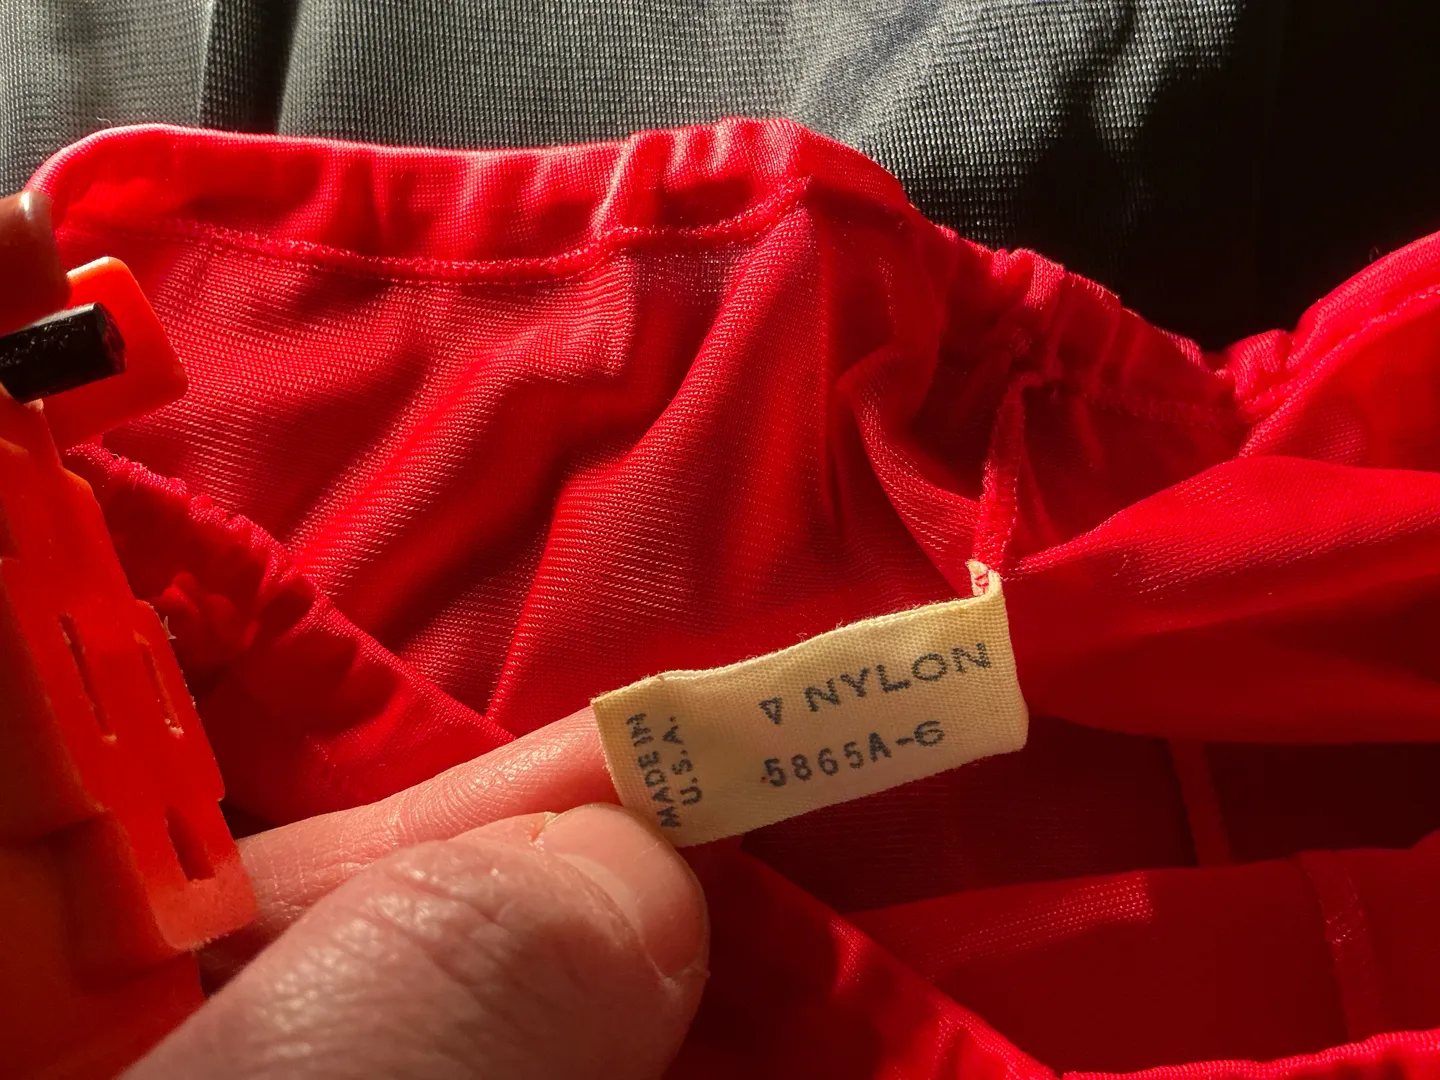 ∇ NYLON
5865A-6
MADE IN
U.S.A.